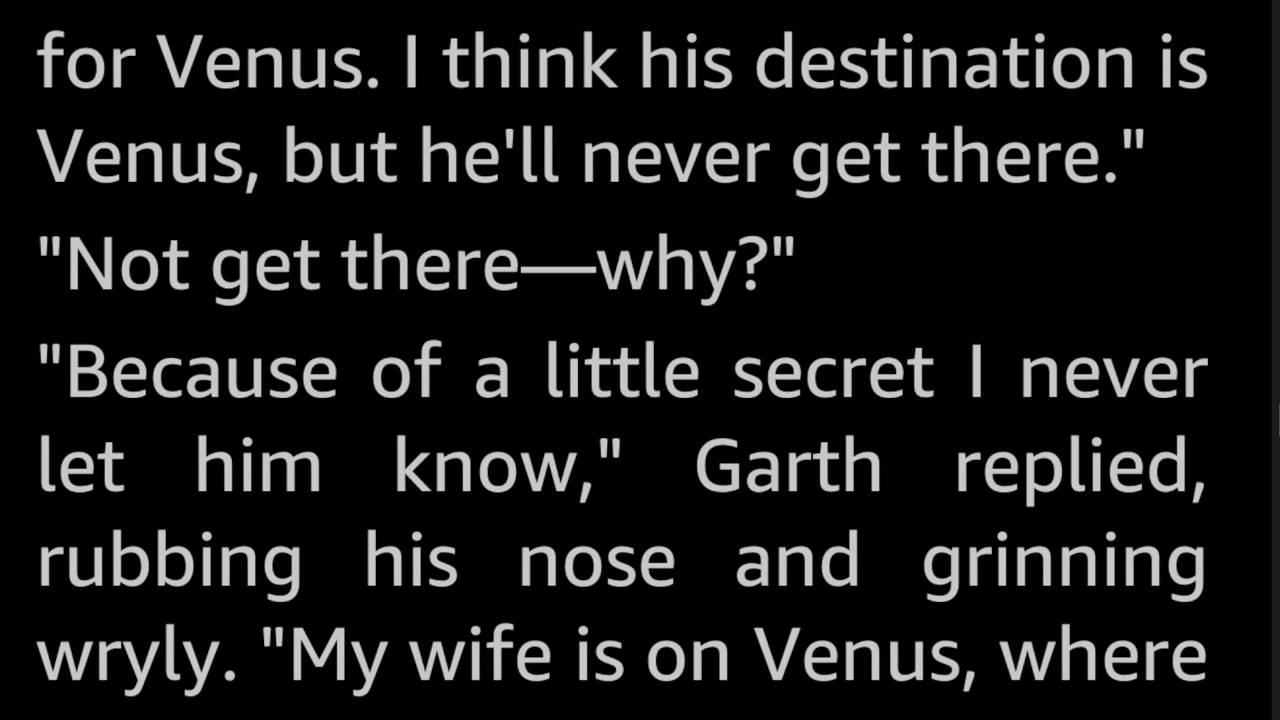 for Venus. I think his destination is
Venus, but he'll never get there."
"Not get there—why?"
"Because of a little secret I never
let him know," Garth replied,
rubbing his nose and grinning
wryly. "My wife is on Venus, where